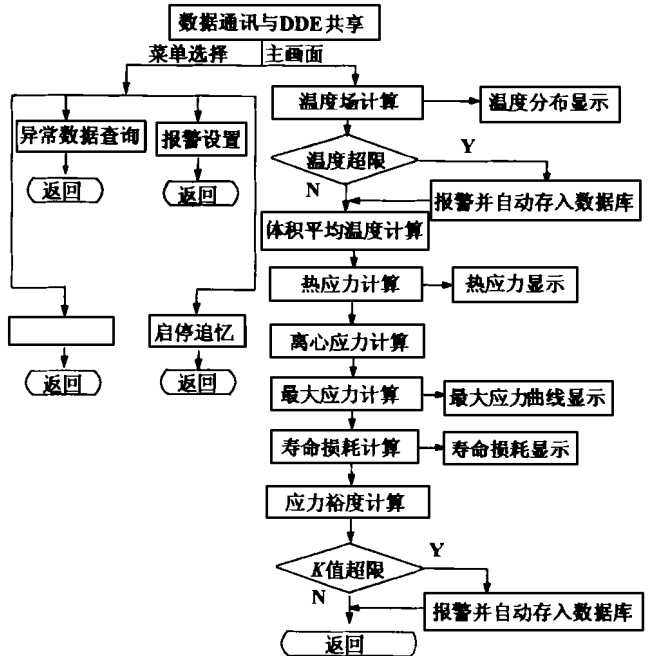 数据通讯与DDE共享
菜单选择
主画面
温度场计算
温度分布显示
异常数据查询
报警设置
温度超限
Y
返回
返回
N
报警并自动存入数据库
体积平均温度计算
热应力计算
热应力显示
启停追忆
离心应力计算
返回
返回
最大应力计算
最大应力曲线显示
寿命损耗计算
寿命损耗显示
应力裕度计算
Y
K值超限
N
报警并自动存入数据库
返回